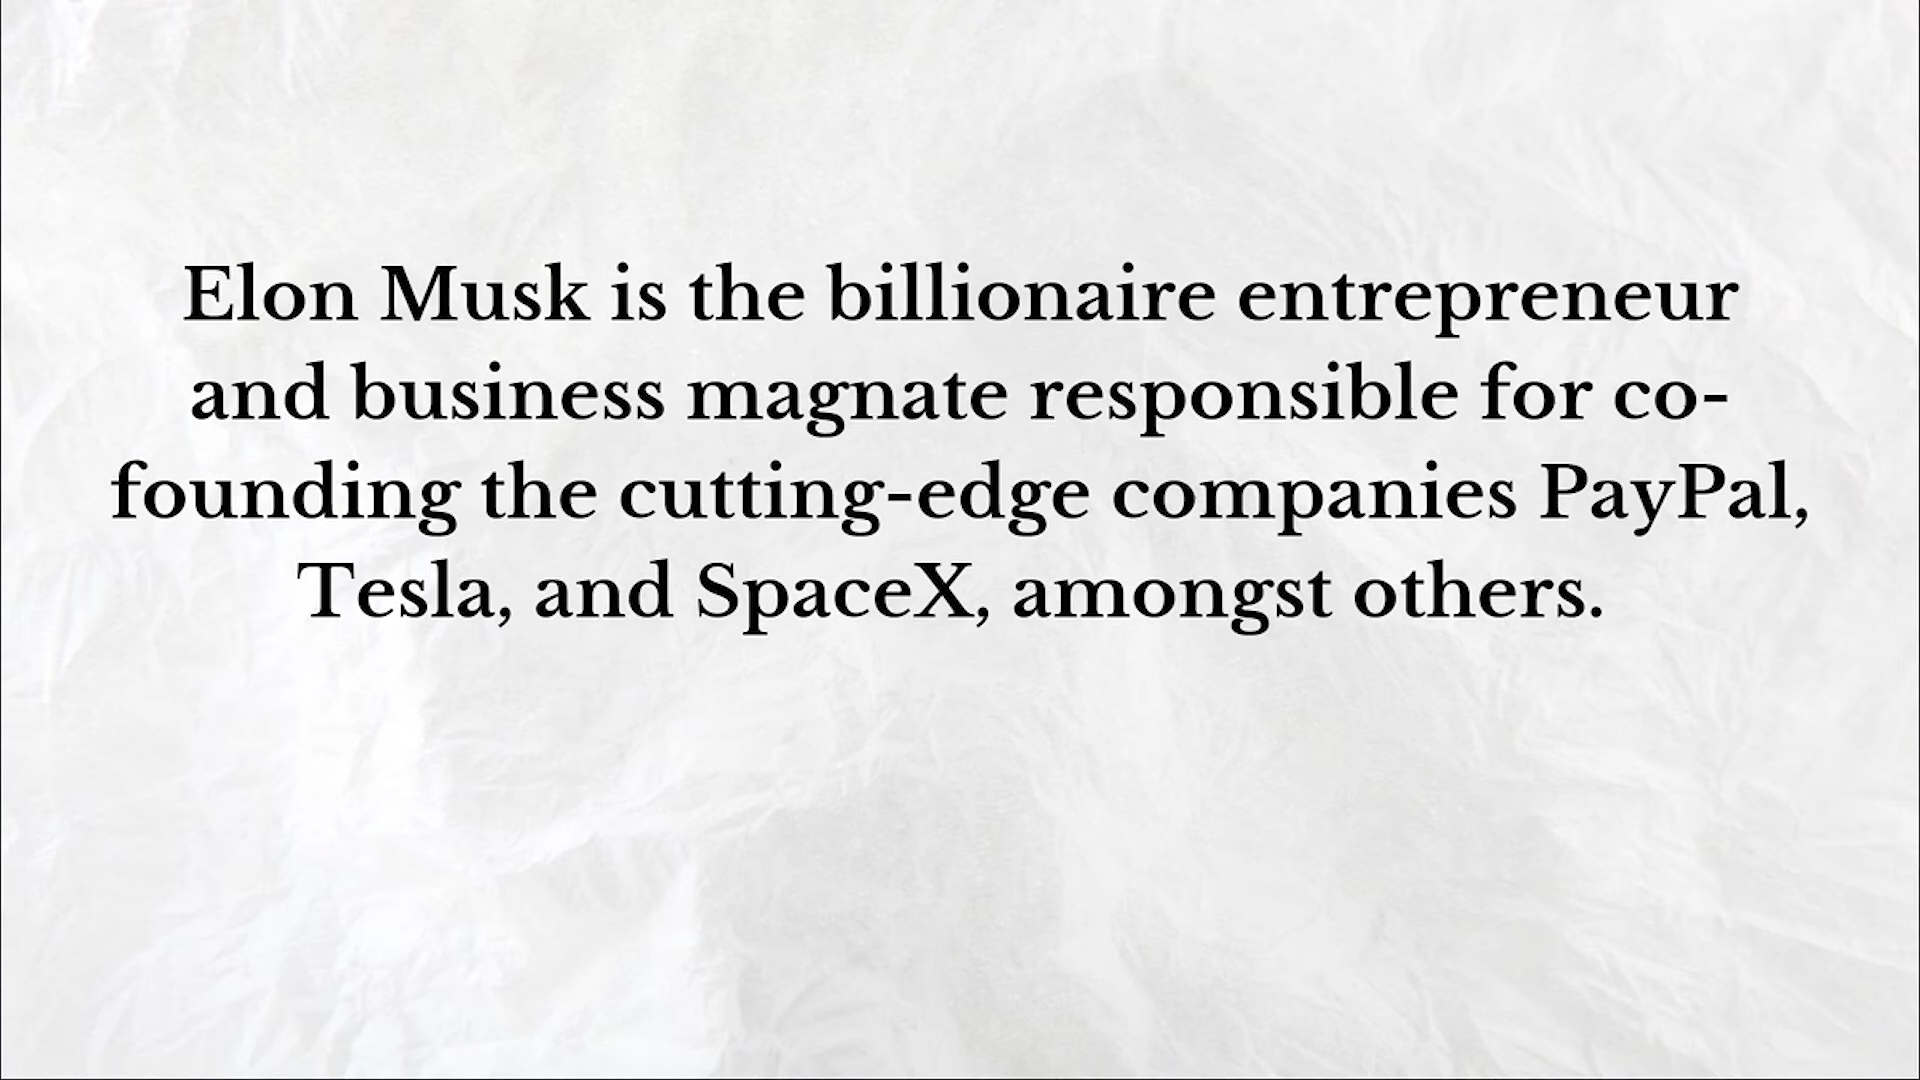 Elon Musk is the billionaire entrepreneur
and business magnate responsible for co-
founding the cutting-edge companies PayPal,
Tesla, and SpaceX, amongst others.